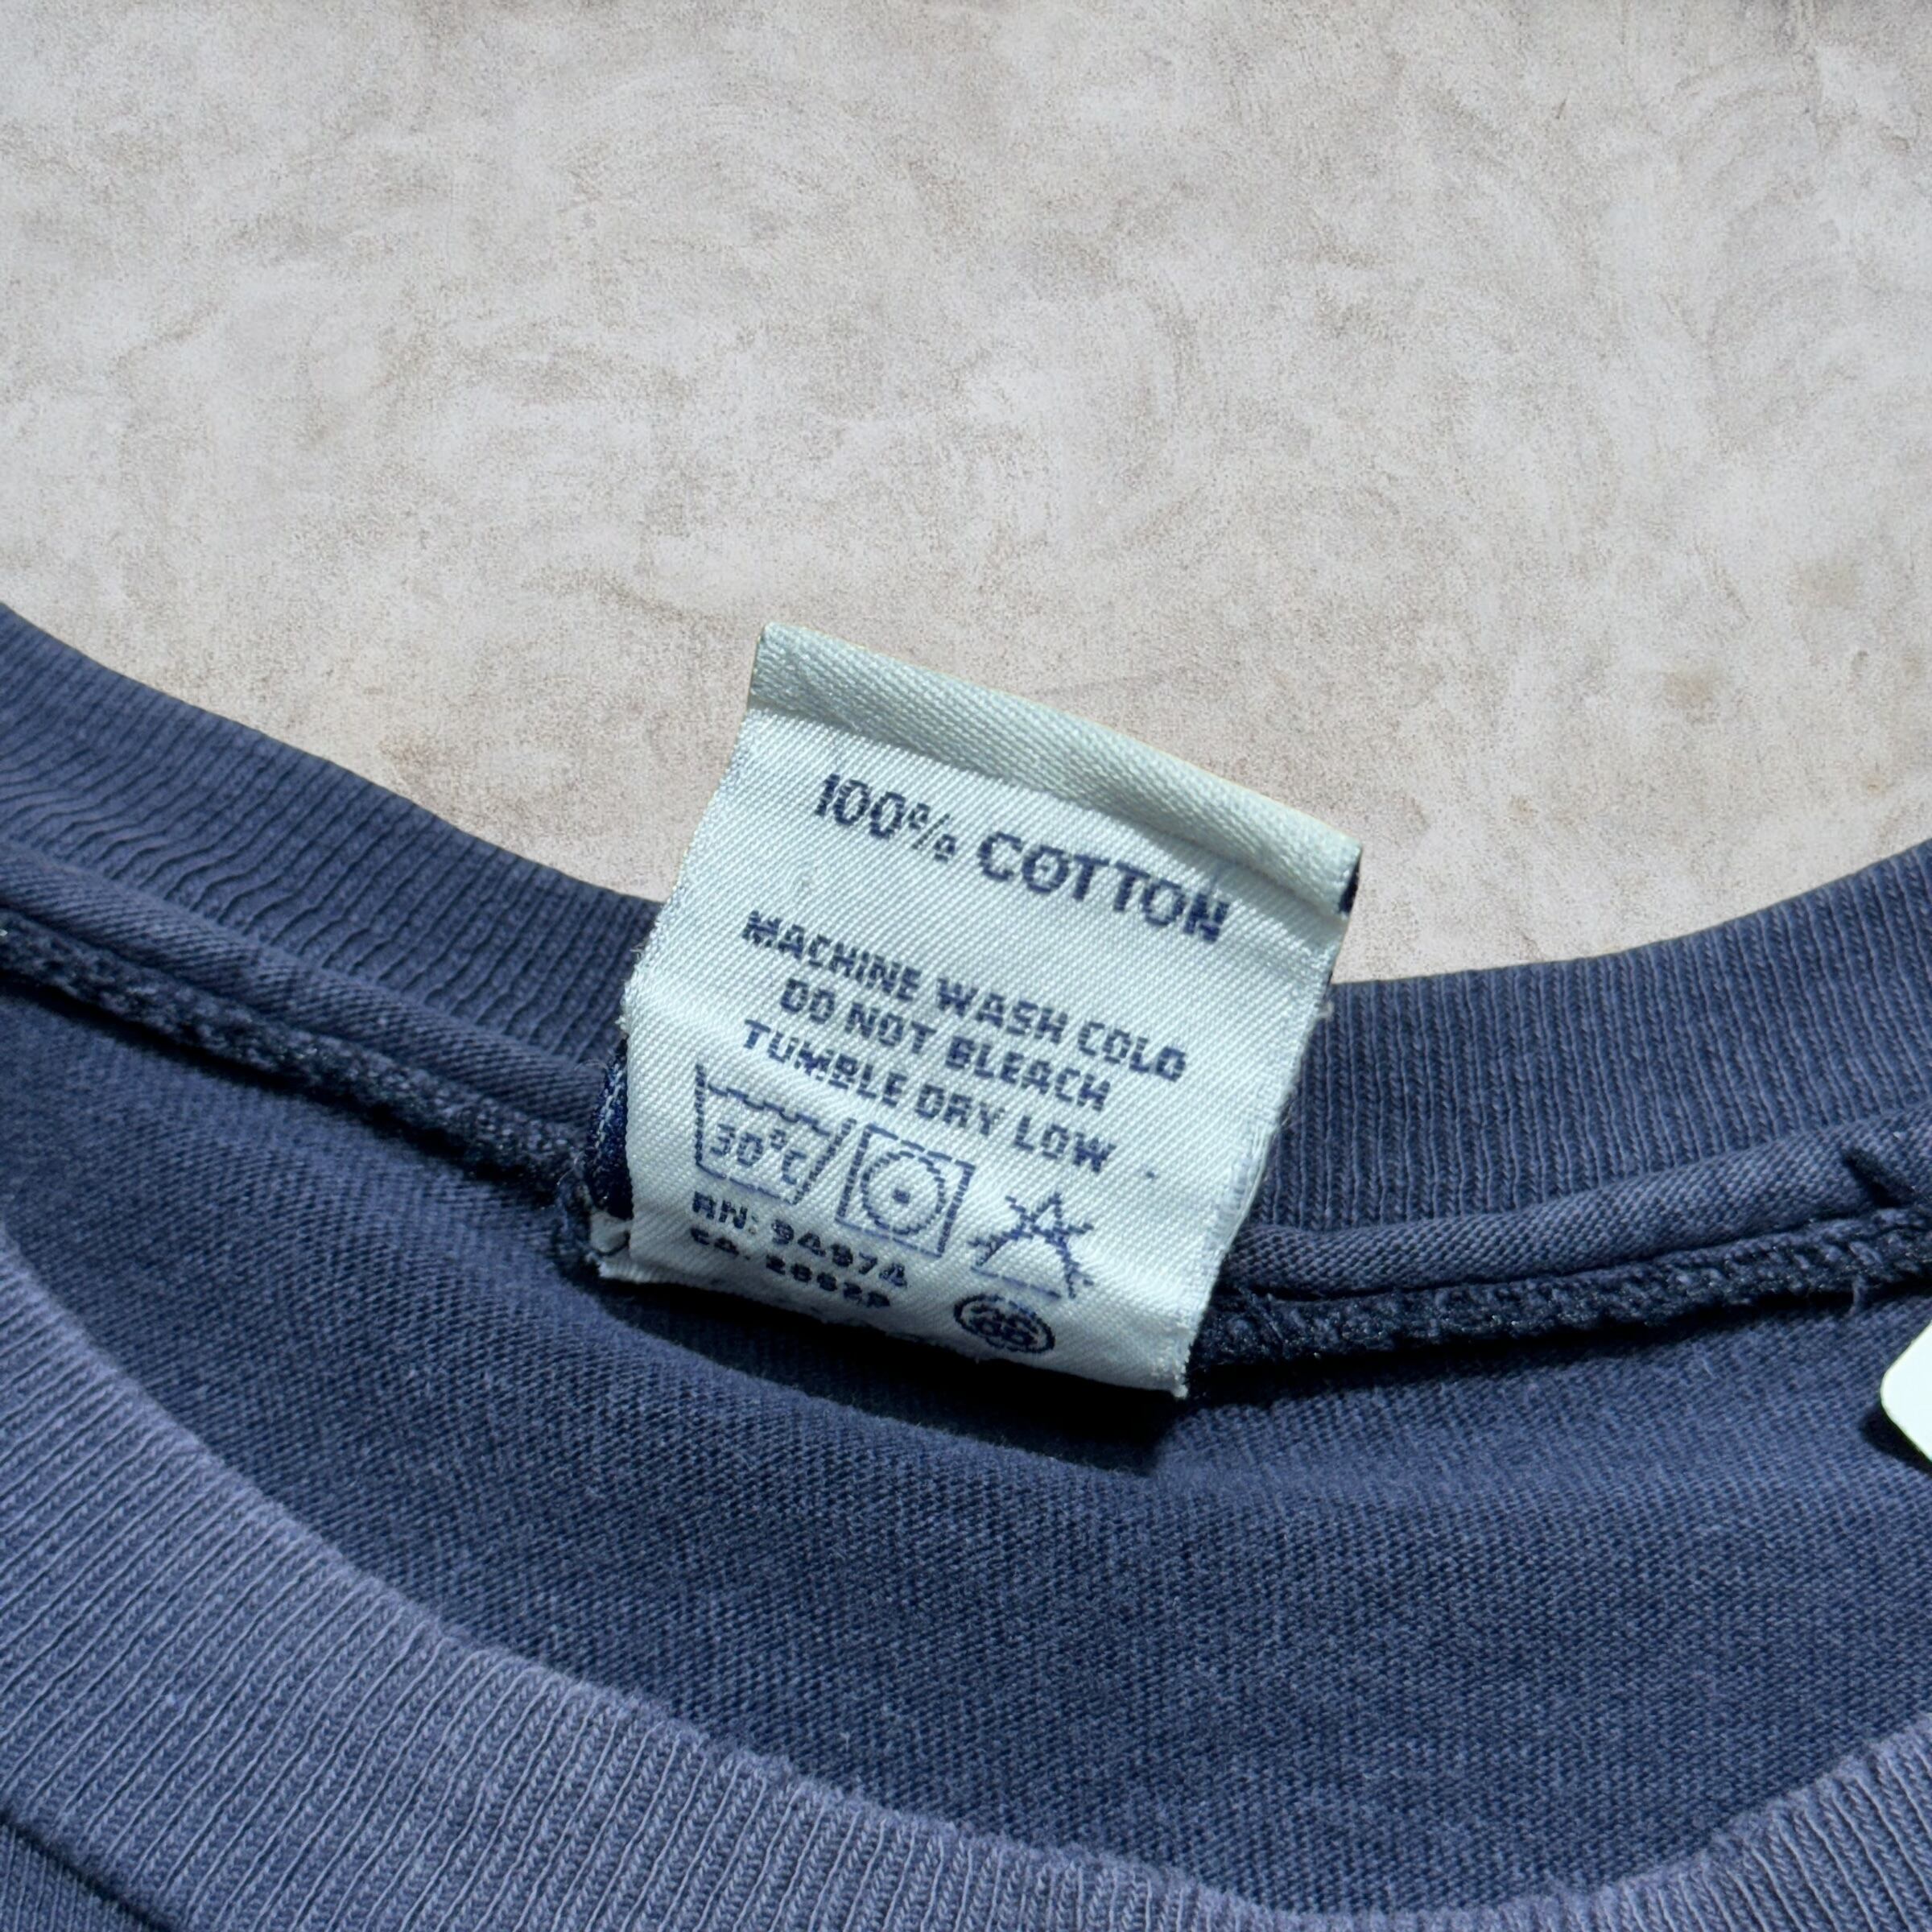 100% COTTON
MACHINE WASH COLD
DO NOT BLEACH
TUMBLE DRY LOW
30°C
RN: 94974